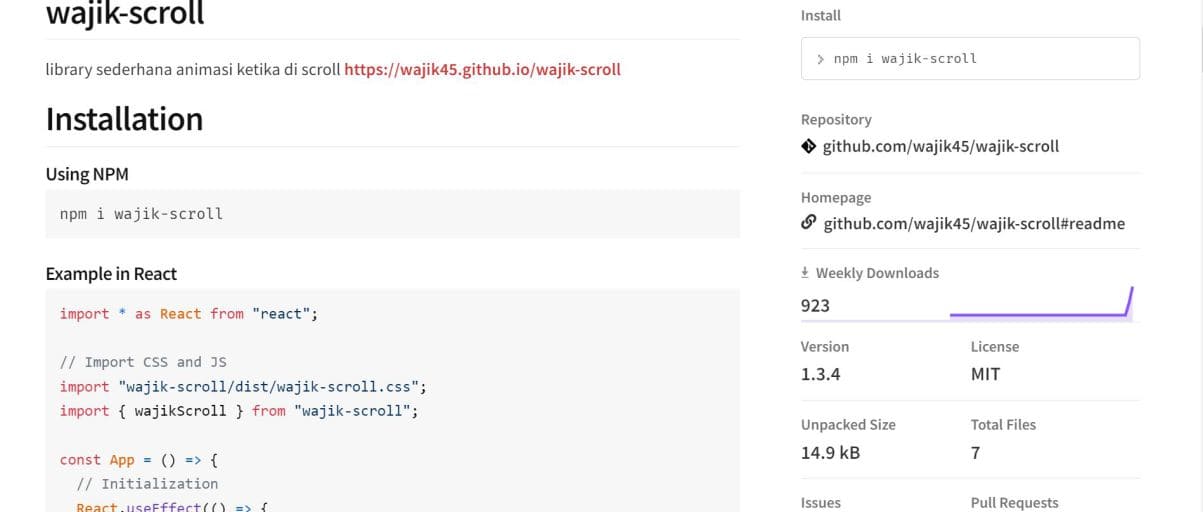 wajik-scroll
library sederhana animasi ketika di scroll https://wajik45.github.io/wajik-scroll
Installation
Using NPM
npm i wajik-scroll
Example in React
import * as React from "react";
// Import CSS and JS
import "wajik-scroll/dist/wajik-scroll.css";
import { wajikScroll } from "wajik-scroll";
const App = () => {
// Initialization
React.useEffect(() => {
Install
npm i wajik-scroll
Repository
github.com/wajik45/wajik-scroll
Homepage
github.com/wajik45/wajik-scroll#readme
Weekly Downloads
923
Version
License
1.3.4
MIT
Unpacked Size
Total Files
14.9 kB
7
Issues
Pull Requests